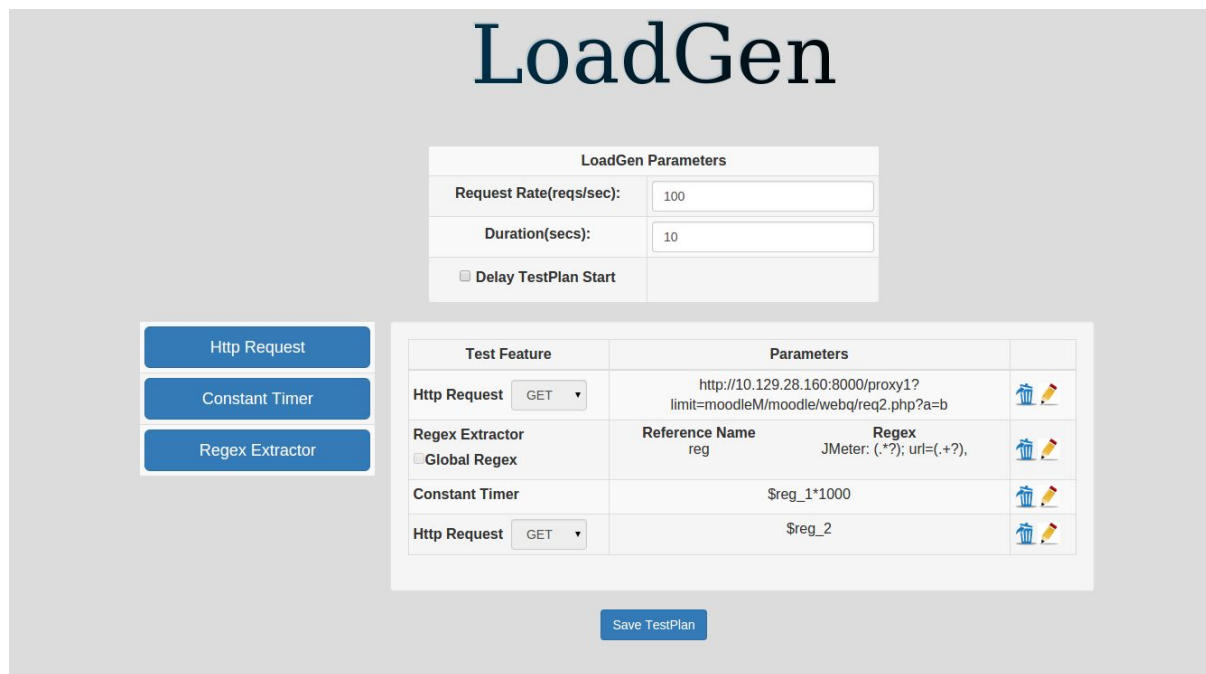 LoadGen
LoadGen Parameters
Request Rate(reqs/sec): 100
Duration(secs): 10
Delay TestPlan Start
Http Request
Constant Timer
Regex Extractor
Test Feature Parameters
Http Request GET http://10.129.28.160:8000/proxy1?
limit=moodleM/moodle/webq/req2.php?a=b
Regex Extractor Reference Name Regex
Global Regex reg JMeter: (.*?); url=(.+?),
Constant Timer $reg_1*1000
Http Request GET $reg_2
Save TestPlan